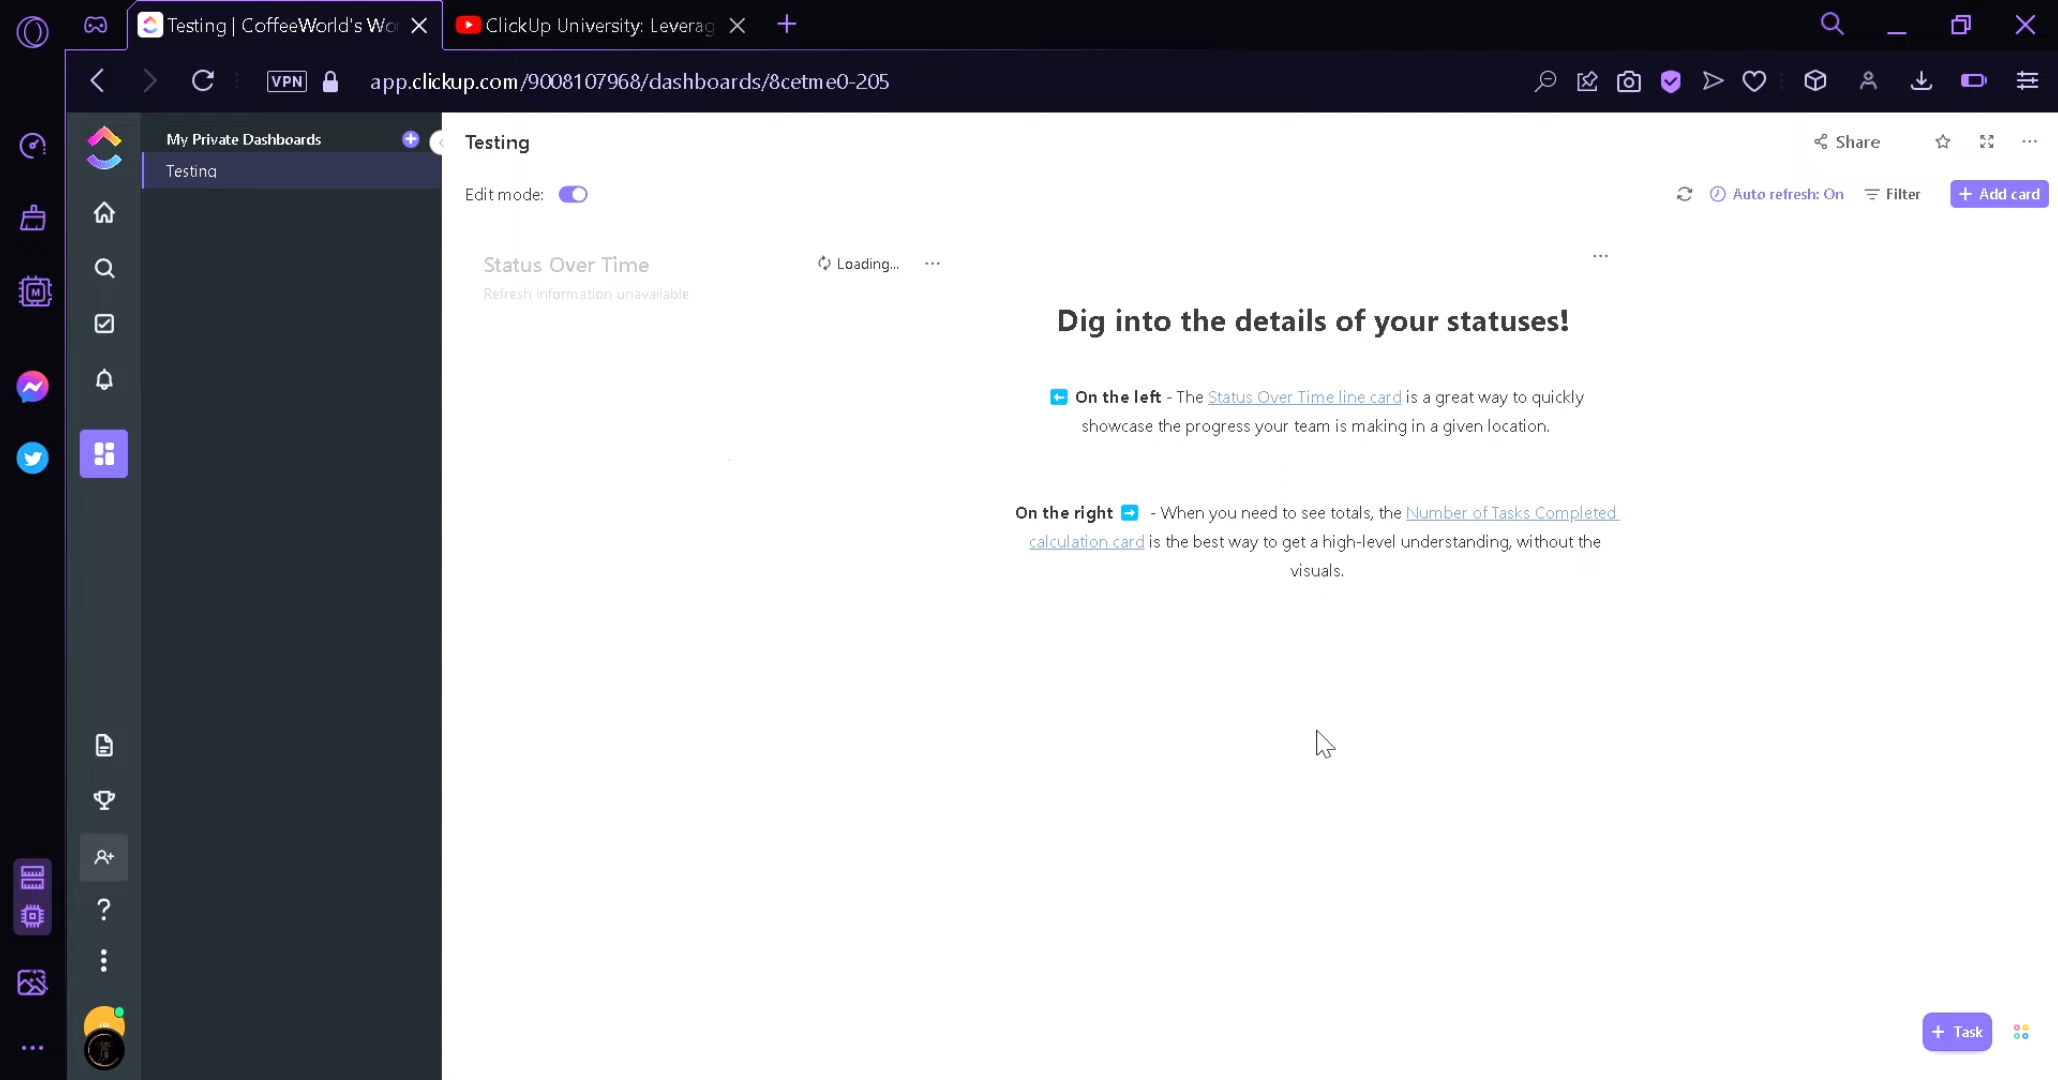 Testing | CoffeeWorld's Wo
ClickUp University: Leverag
VPN
app.clickup.com/9008107968/dashboards/8cetme0-205
My Private Dashboards
Testing
Testing
Share
Edit mode:
Auto refresh: On
Filter
+ Add card
Status Over Time
Loading...
Refresh information unavailable
Dig into the details of your statuses!
On the left - The Status Over Time line card is a great way to quickly
showcase the progress your team is making in a given location.
On the right - When you need to see totals, the Number of Tasks Completed
calculation card is the best way to get a high-level understanding, without the
visuals.
+ Task